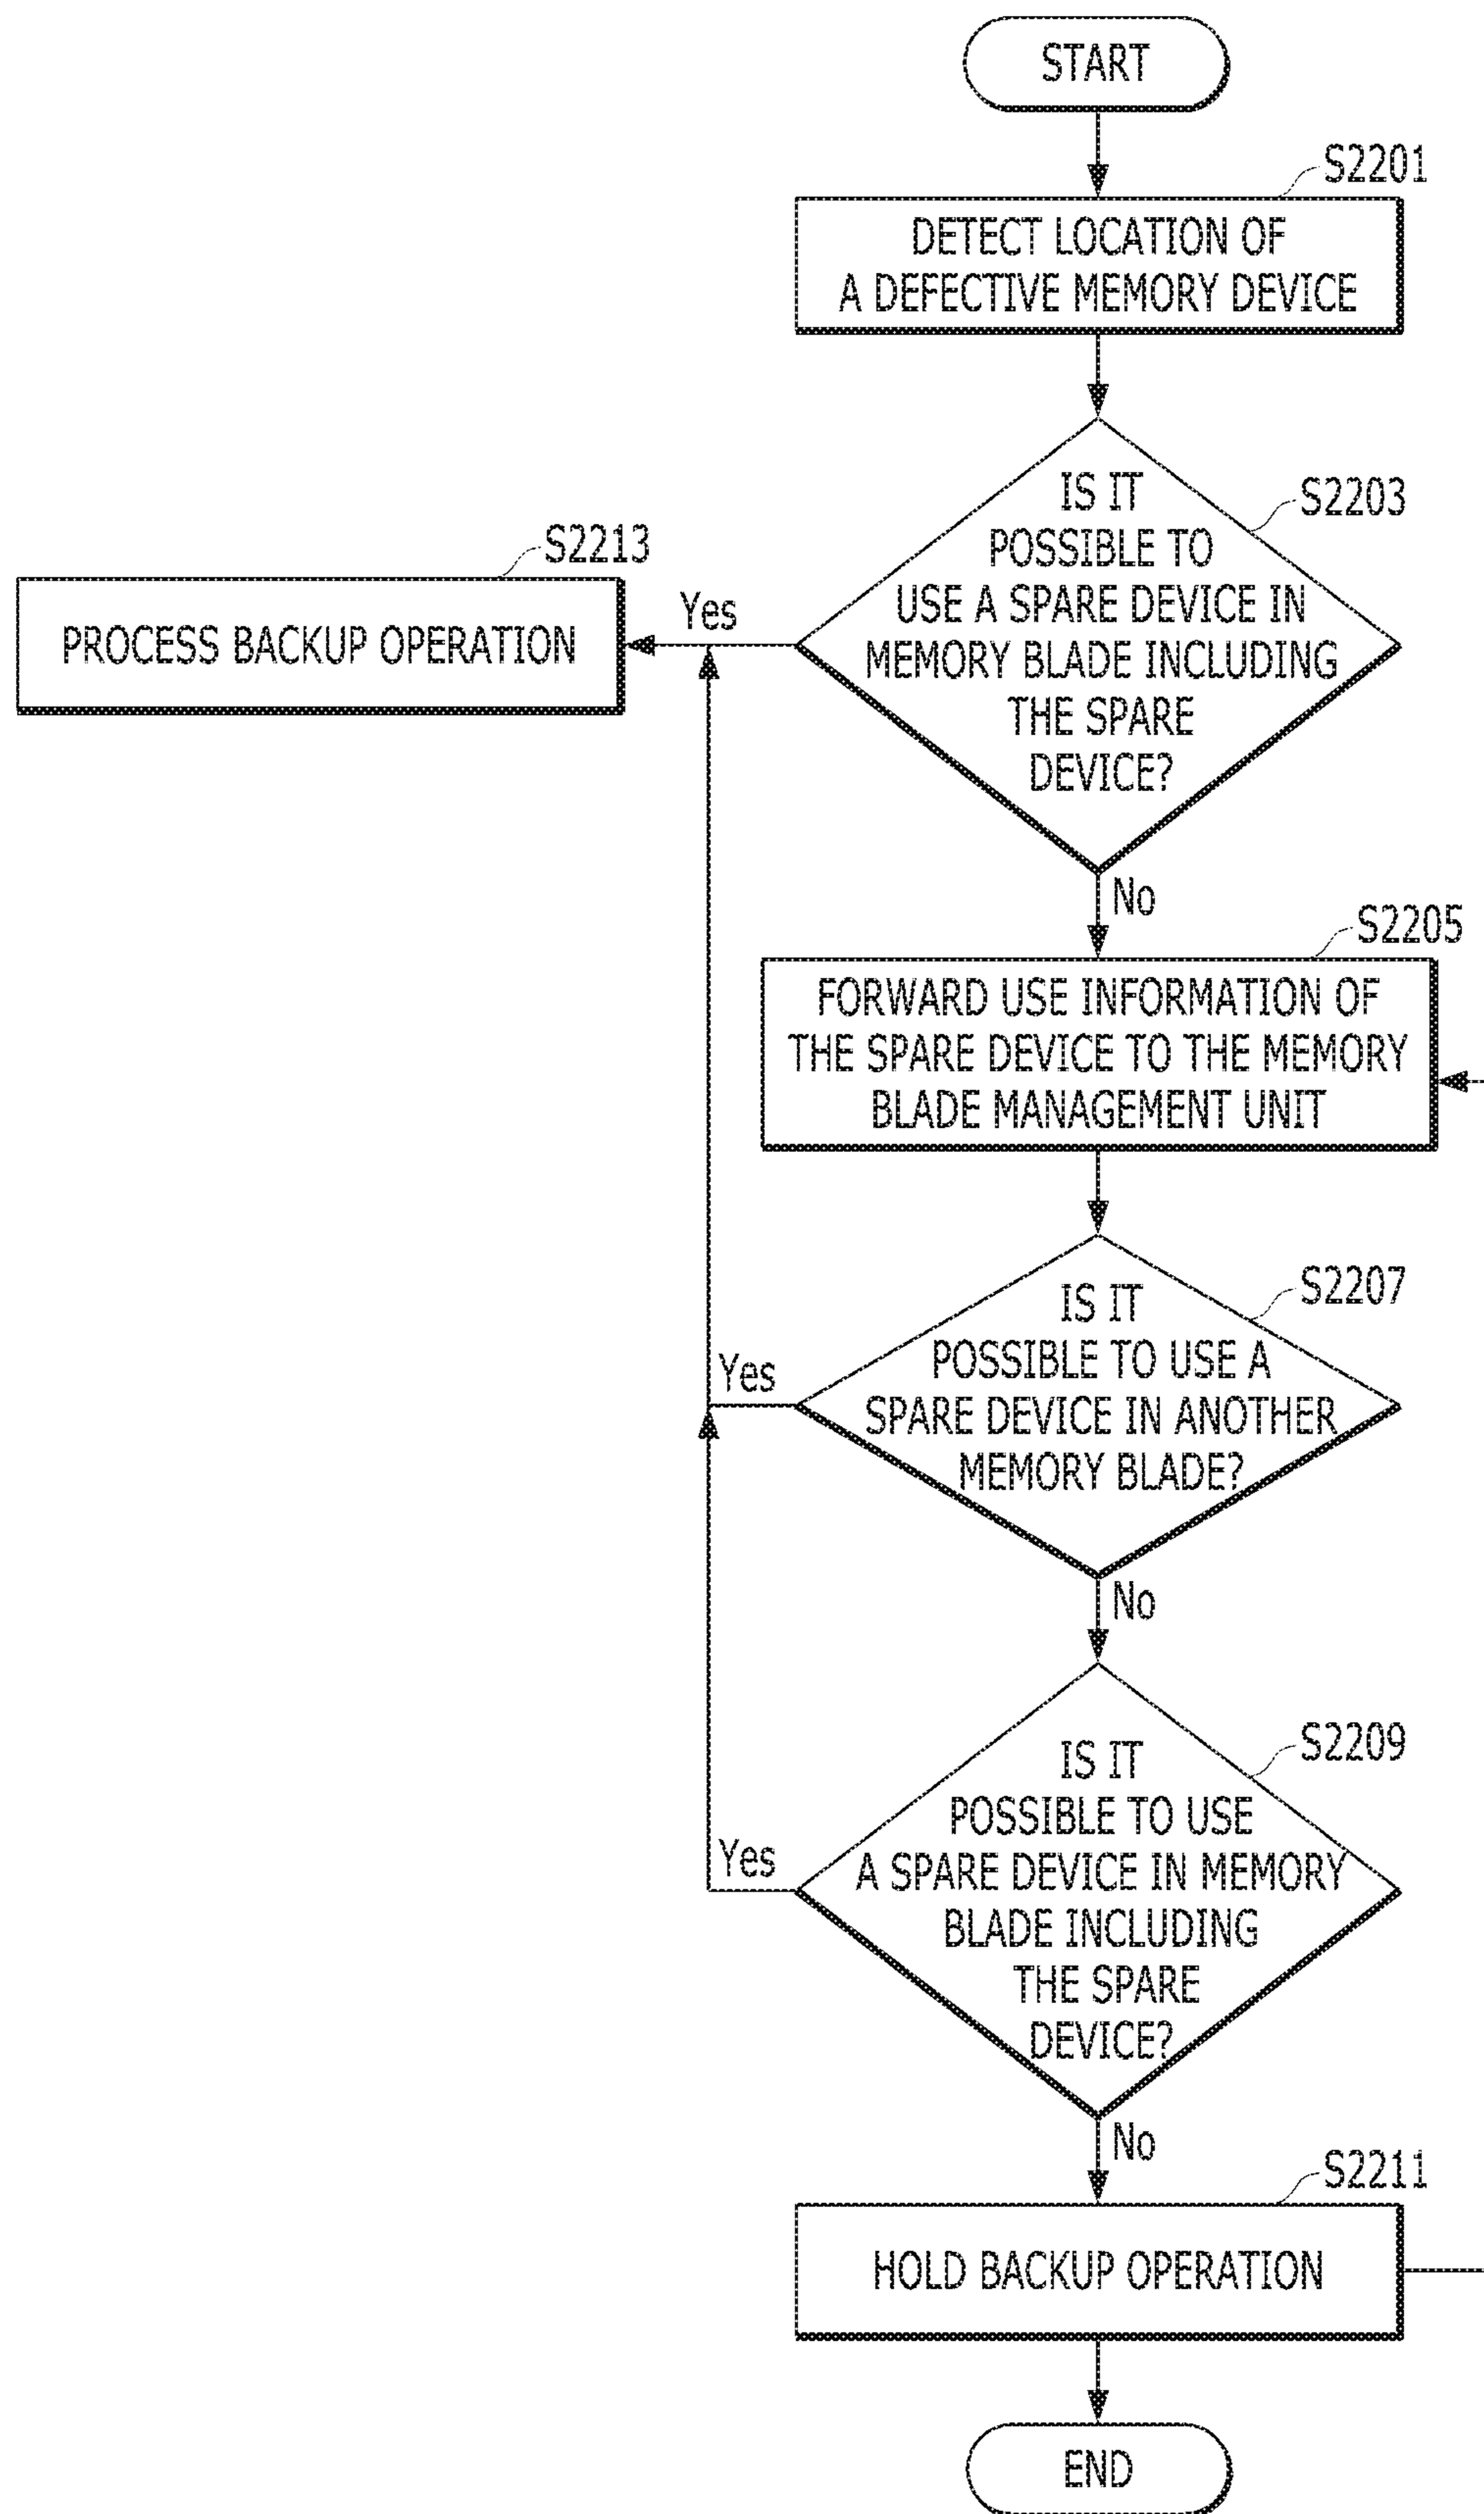 START
S2201
DETECT LOCATION OF
A DEFECTIVE MEMORY DEVICE
S2203
IS IT
POSSIBLE TO
USE A SPARE DEVICE IN
MEMORY BLADE INCLUDING
THE SPARE
DEVICE?
Yes
S2213
PROCESS BACKUP OPERATION
No
S2205
FORWARD USE INFORMATION OF
THE SPARE DEVICE TO THE MEMORY
BLADE MANAGEMENT UNIT
S2207
IS IT
POSSIBLE TO USE A
SPARE DEVICE IN ANOTHER
MEMORY BLADE?
Yes
No
S2209
IS IT
POSSIBLE TO USE
A SPARE DEVICE IN MEMORY
BLADE INCLUDING
THE SPARE
DEVICE?
Yes
No
S2211
HOLD BACKUP OPERATION
END